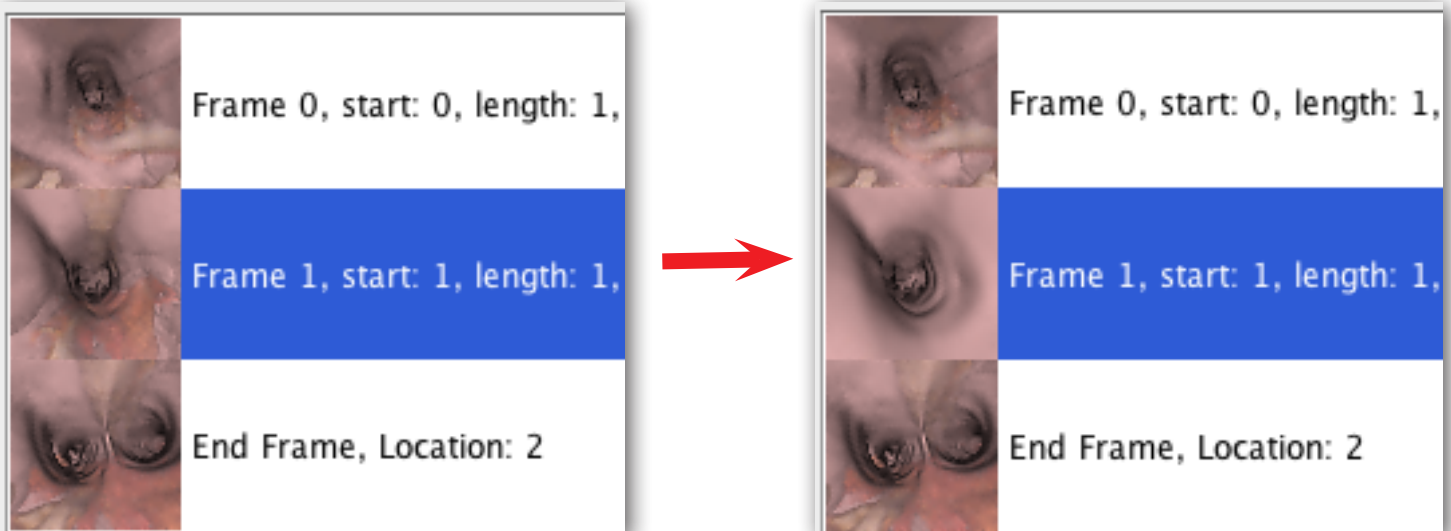 Frame 0, start: 0, length: 1,
Frame 1, start: 1, length: 1,
End Frame, Location: 2
Frame 0, start: 0, length: 1,
Frame 1, start: 1, length: 1,
End Frame, Location: 2